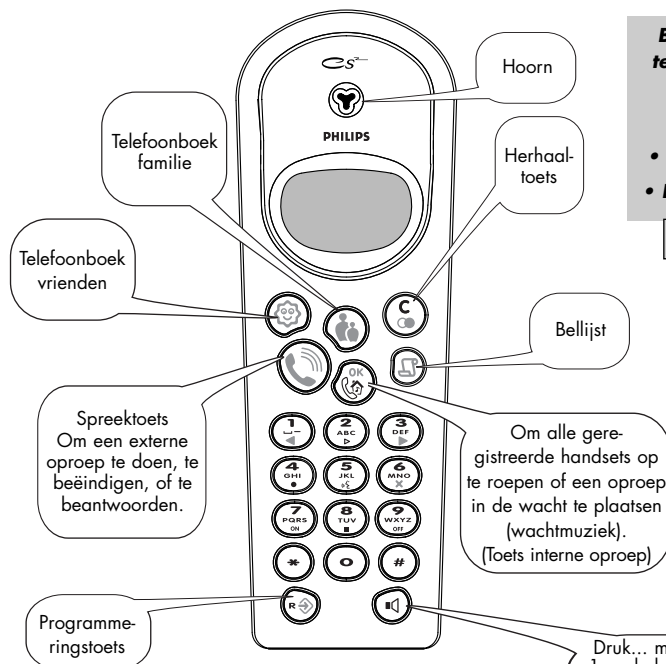 Hoorn
PHILIPS
Telefoonboek
familie
Herhaal-
toets
Telefoonboek
vrienden
C
Bellijst
OK
Spreektoets
Om een externe
oproep te doen, te
beëindigen, of te
beantwoorden.
Om alle gere-
gistreerde handsets op
te roepen of een oproep
in de wacht te plaatsen
(wachtmuziek).
(Toets interne oproep)
1 2 3
ABC DEF
4 5 6
GHI JKL MNO
7 8 9
PQRS TUV WXYZ
ON OFF
* 0 #
R
Programme-
ringstoets
Druk...